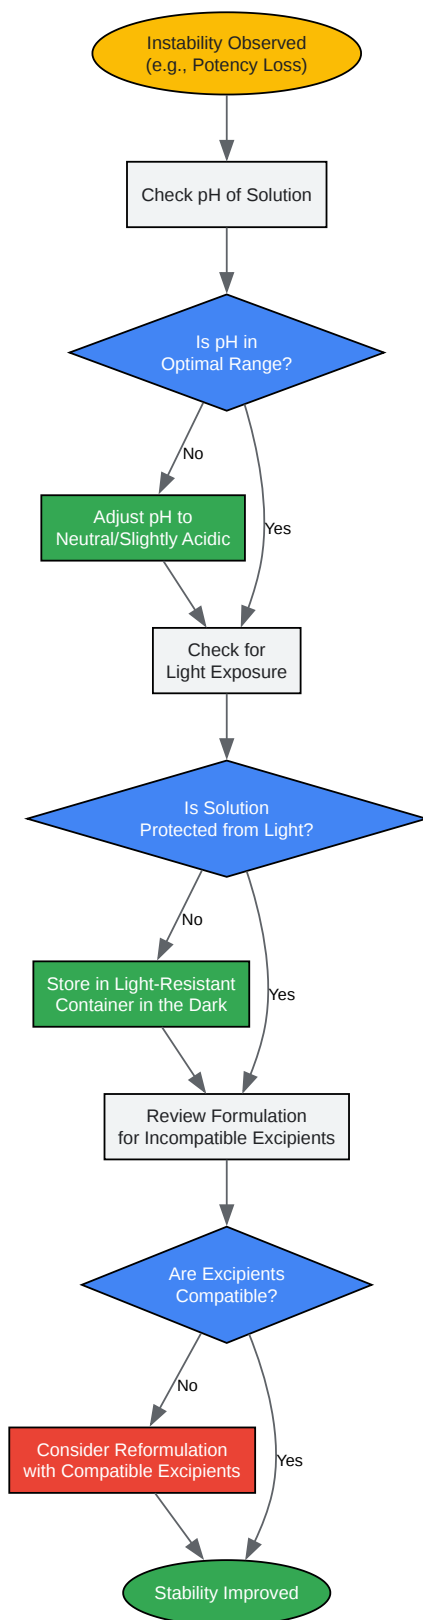 Instability Observed
(e.g., Potency Loss)
Check pH of Solution
Is pH in
Optimal Range?
No
Adjust pH to
Neutral/Slightly Acidic
Yes
Check for
Light Exposure
Is Solution
Protected from Light?
No
Store in Light-Resistant
Container in the Dark
Yes
Review Formulation
for Incompatible Excipients
Are Excipients
Compatible?
No
Consider Reformulation
with Compatible Excipients
Yes
Stability Improved